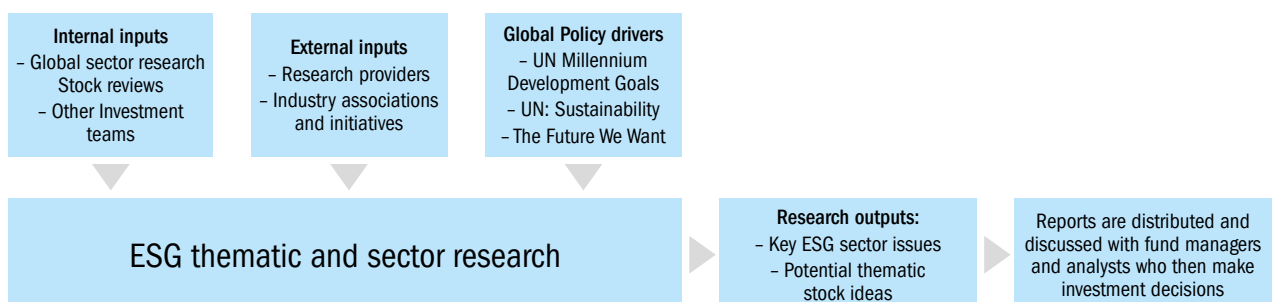 Internal inputs
– Global sector research
Stock reviews
– Other Investment
teams
External inputs
– Research providers
– Industry associations
and initiatives
Global Policy drivers
– UN Millennium
Development Goals
– UN: Sustainability
– The Future We Want
ESG thematic and sector research
Research outputs:
– Key ESG sector issues
– Potential thematic
stock ideas
Reports are distributed and
discussed with fund managers
and analysts who then make
investment decisions